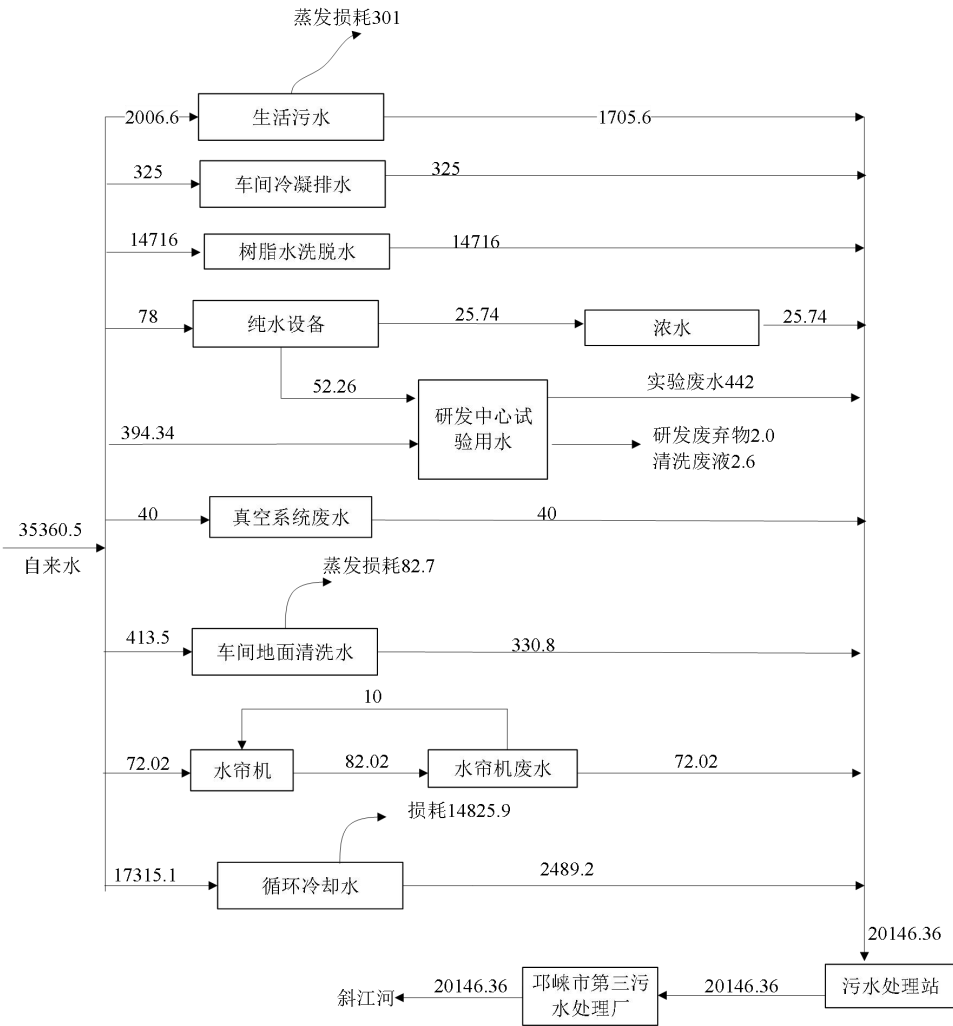 蒸发损耗301
2006.6
生活污水
1705.6
325
车间冷凝排水
325
14716
树脂水洗脱水
14716
78
纯水设备
25.74
浓水
25.74
52.26
研发中心试
验用水
实验废水442
394.34
研发废弃物2.0
清洗废液2.6
40
真空系统废水
40
35360.5
自来水
蒸发损耗82.7
413.5
车间地面清洗水
330.8
10
72.02
水帘机
82.02
水帘机废水
72.02
损耗14825.9
17315.1
循环冷却水
2489.2
20146.36
斜江河
20146.36
邛崃市第三污
水处理厂
20146.36
污水处理站